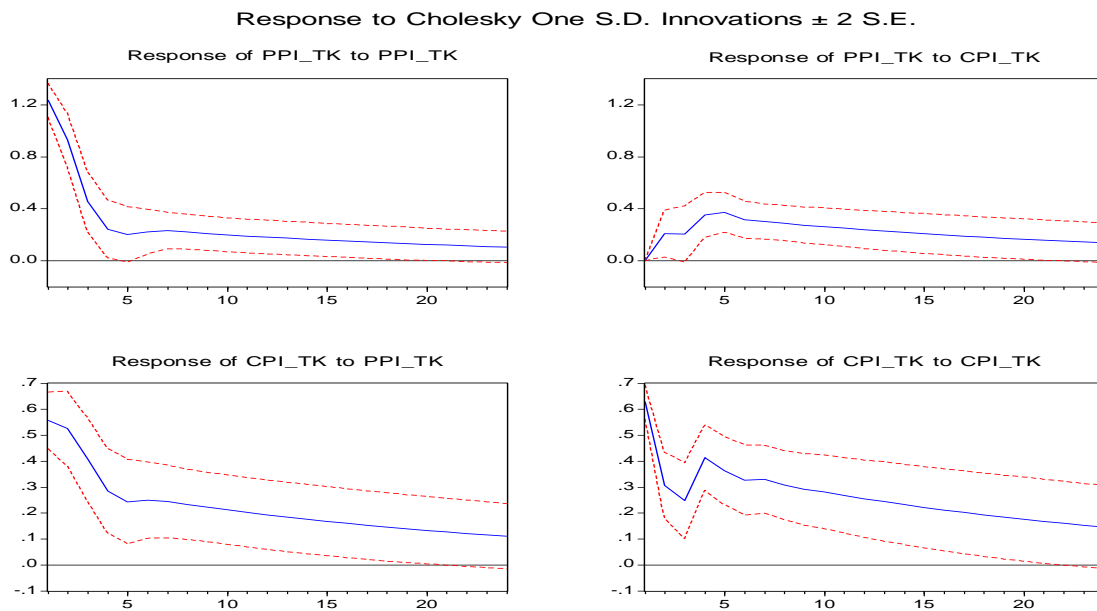 Response to Cholesky One S.D. Innovations ± 2 S.E.
Response of PPI_TK to PPI_TK
1.2
0.8
0.4
0.0
5 10 15 20
Response of PPI_TK to CPI_TK
1.2
0.8
0.4
0.0
5 10 15 20
Response of CPI_TK to PPI_TK
.7
.6
.5
.4
.3
.2
.1
.0
-.1
5 10 15 20
Response of CPI_TK to CPI_TK
.7
.6
.5
.4
.3
.2
.1
.0
-.1
5 10 15 20